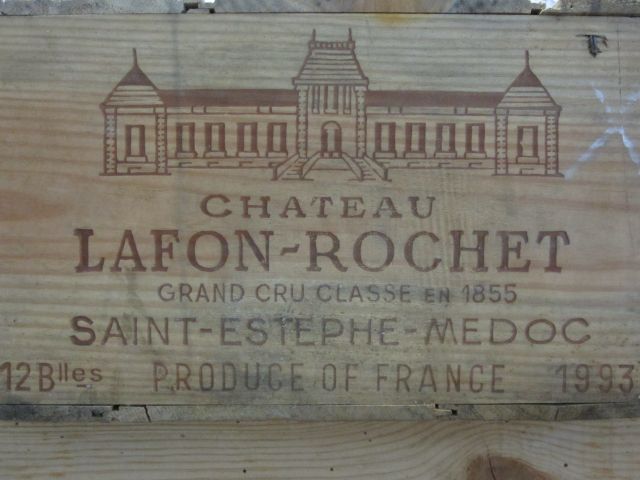 CHATEAU
LAFON-ROCHET
GRAND CRU CLASSE EN 1855
SAINT-ESTEPHE-MEDOC
12 Blles PRODUCE OF FRANCE 1993